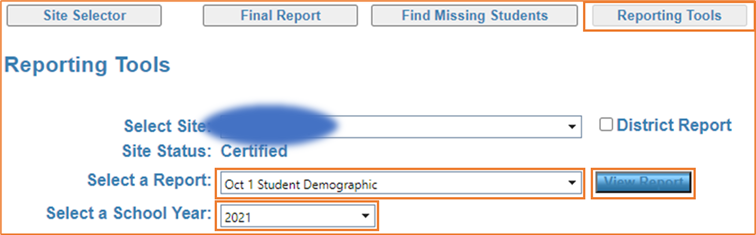 Site Selector Final Report Find Missing Students Reporting Tools
Reporting Tools
Select Site: District Report
Site Status: Certified
Select a Report: Oct 1 Student Demographic View Report
Select a School Year: 2021